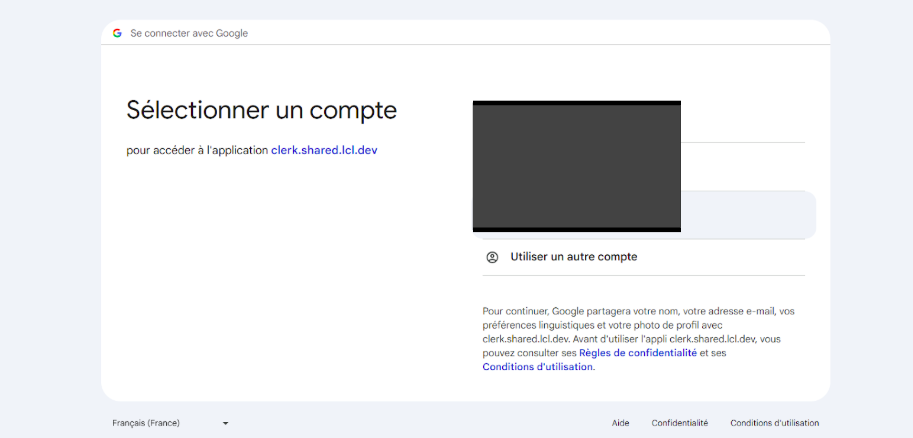 Se connecter avec Google
Sélectionner un compte
pour accéder à l'application clerk.shared.lcl.dev
Utiliser un autre compte
Pour continuer, Google partagera votre nom, votre adresse e-mail, vos
préférences linguistiques et votre photo de profil avec
clerk.shared.lcl.dev. Avant d'utiliser l'appli clerk.shared.lcl.dev, vous
pouvez consulter ses Règles de confidentialité et ses
Conditions d'utilisation.
Français (France)
Aide
Confidentialité
Conditions d'utilisation